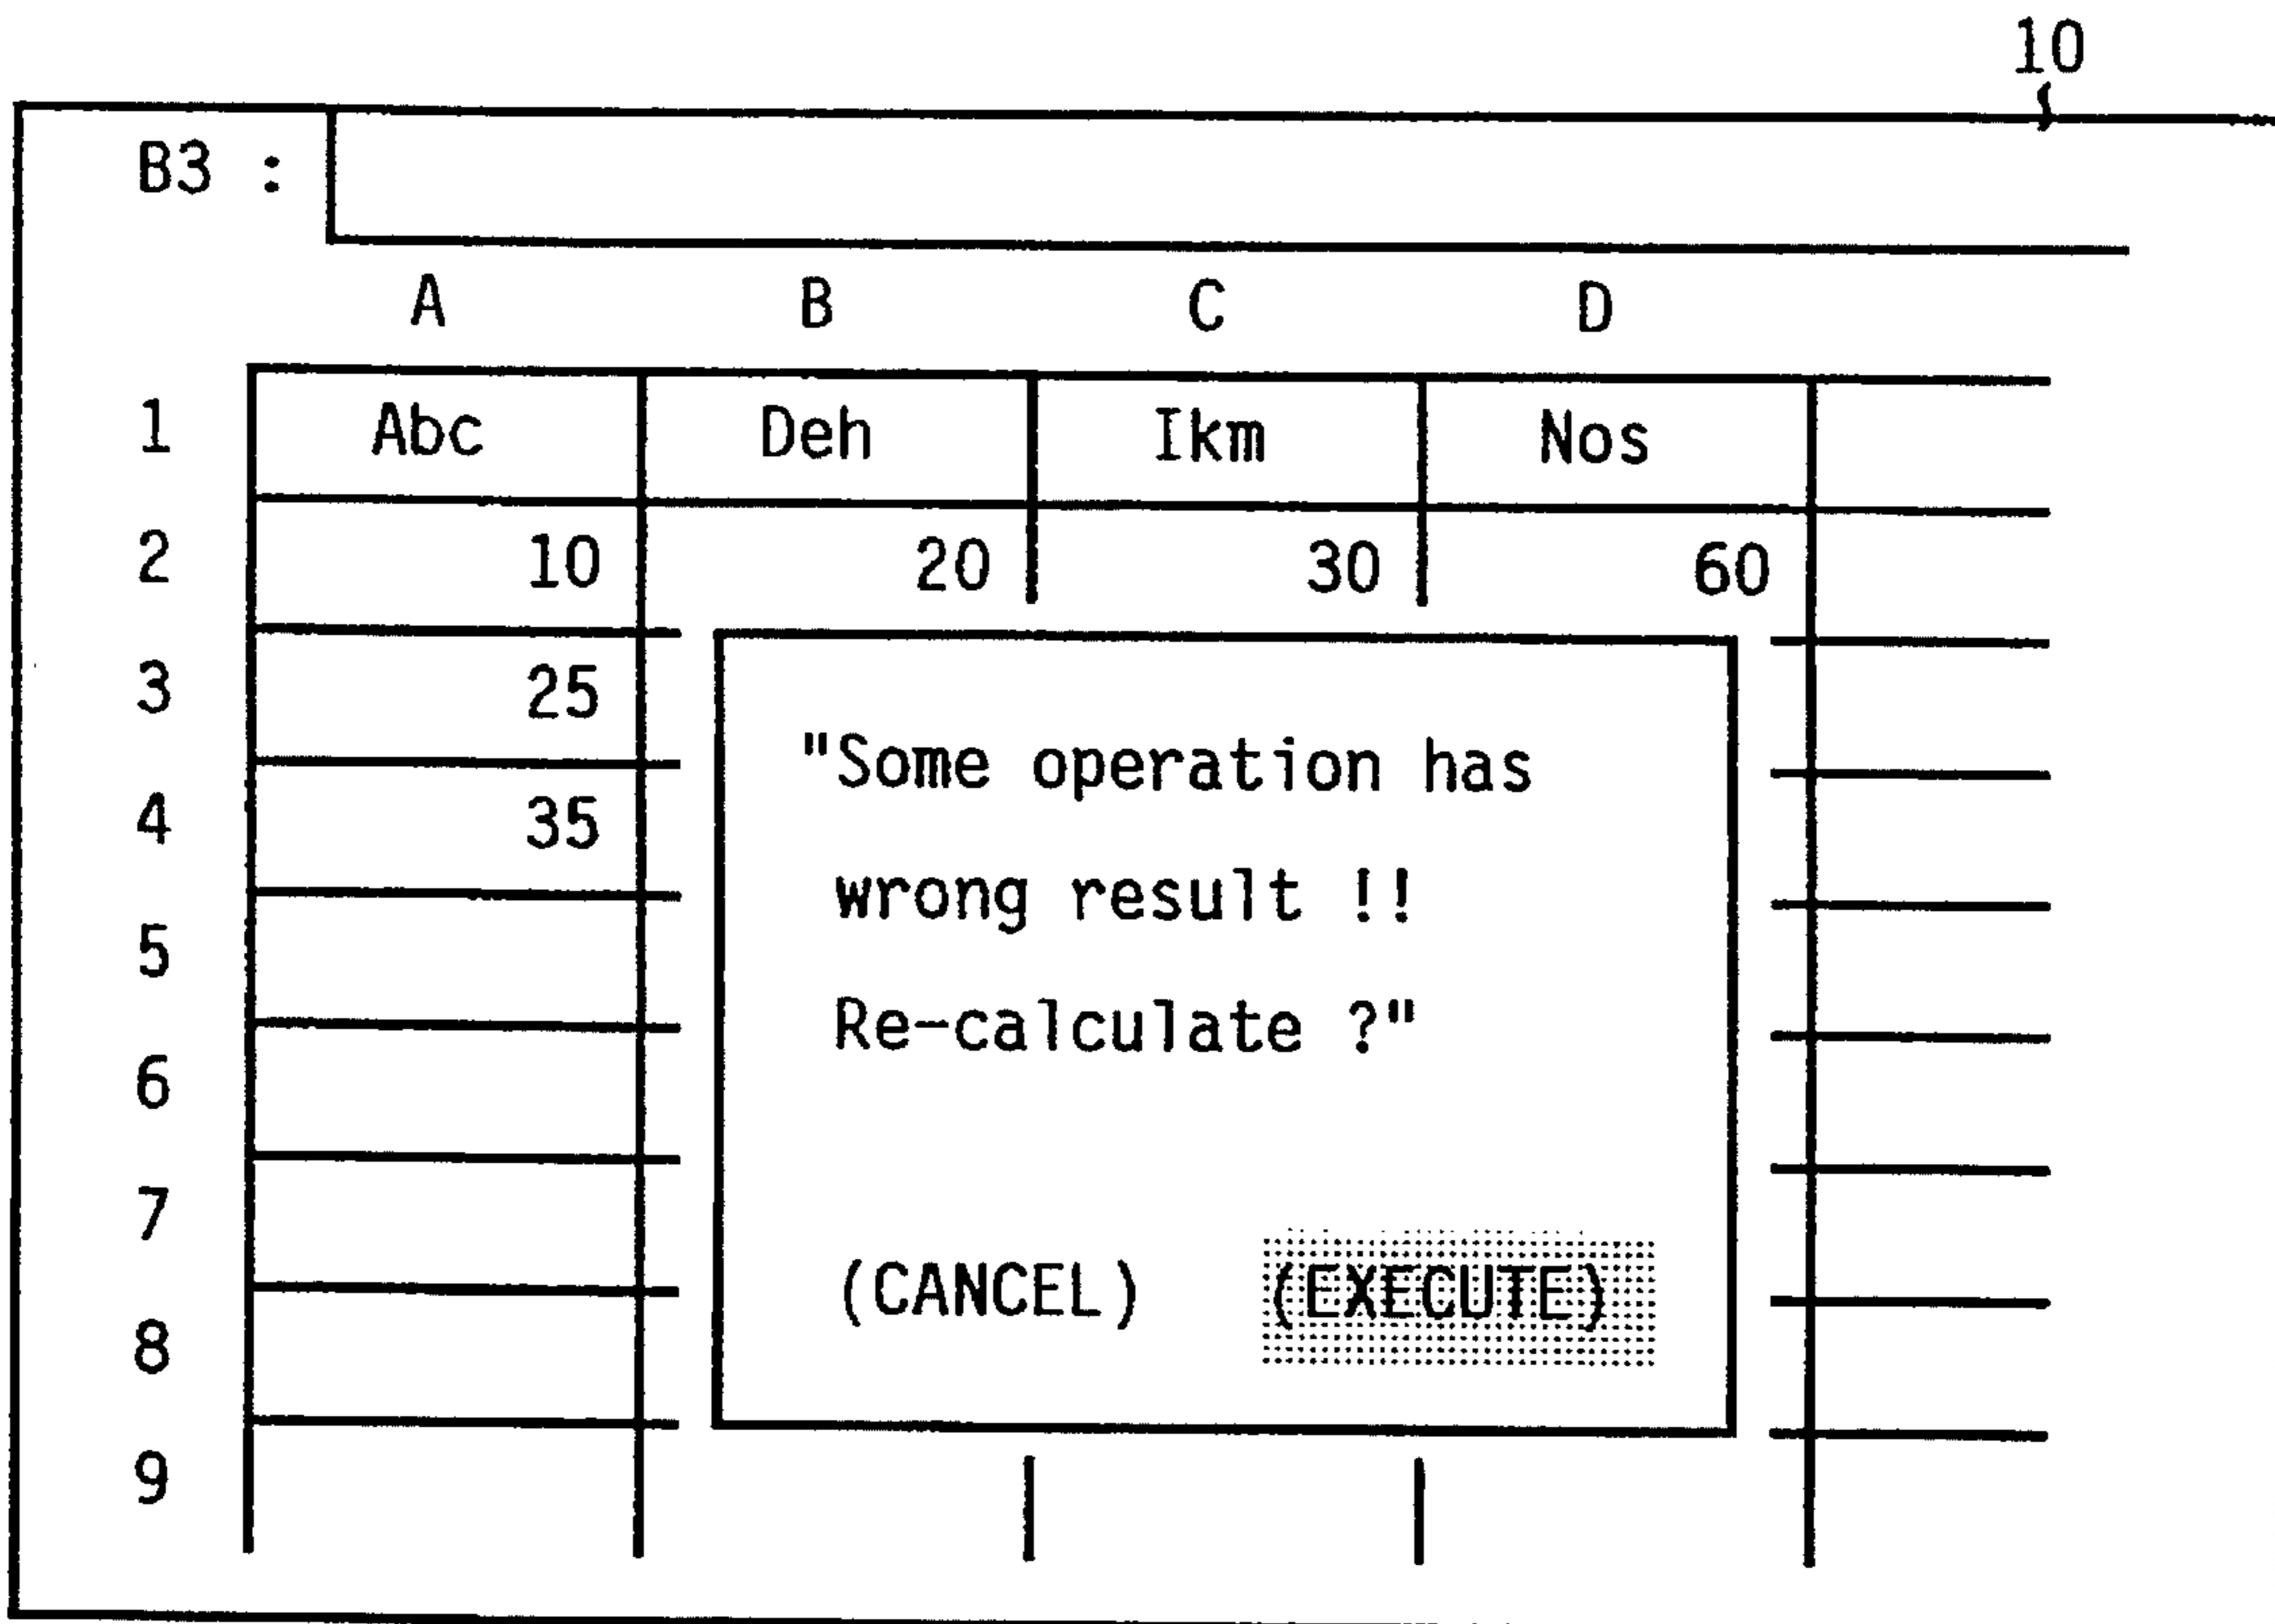 10
B3 :
A B C D
1 Abc Deh Ikm Nos
2 10 20 30 60
3 25
"Some operation has
4 35
wrong result !!
5
Re-calculate ?"
6
7
(CANCEL) (EXECUTE)
8
9